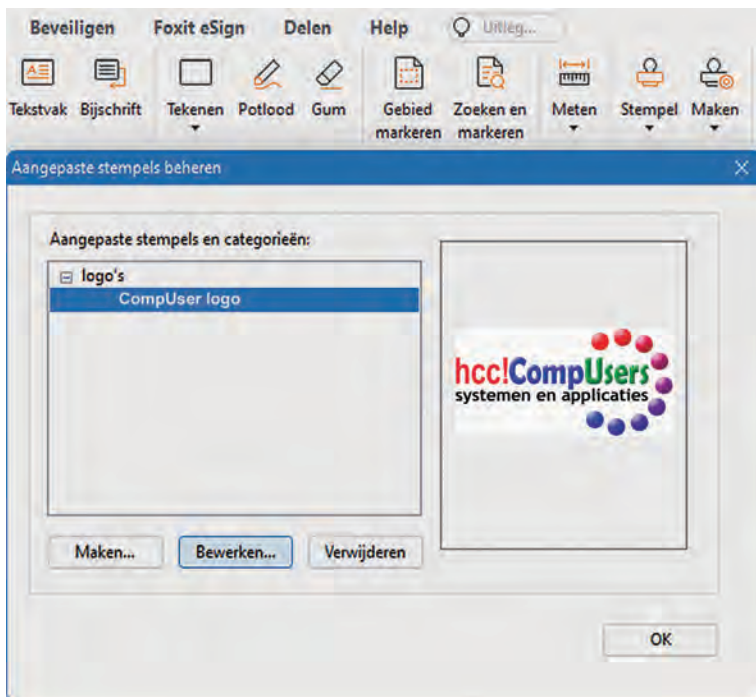 Beveiligen Foxit eSign Delen Help Uitleg...
Tekstvak Bijschrift Tekenen Potlood Gum Gebied markeren Zoeken en markeren Meten Stempel Maken
Aangepaste stempels beheren
Aangepaste stempels en categorieën:
logo's
CompUser logo
hcc!CompUsers
systemen en applicaties
Maken... Bewerken... Verwijderen
OK